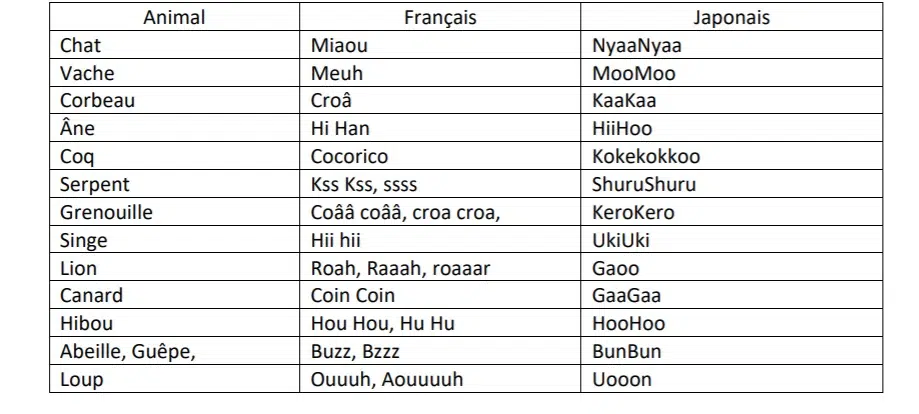 Animal Français Japonais
Chat Miaou NyaaNyaa
Vache Meuh MooMoo
Corbeau Croâ KaaKaa
Âne Hi Han HiiHoo
Coq Cocorico Kokekokkoo
Serpent Kss Kss, ssss ShuruShuru
Grenouille Coââ coââ, croa croa, KeroKero
Singe Hii hii UkiUki
Lion Roah, Raaah, roaaar Gaoo
Canard Coin Coin GaaGaa
Hibou Hou Hou, Hu Hu HooHoo
Abeille, Guêpe, Buzz, Bzzz BunBun
Loup Ouuuh, Aouuuuh Uooon